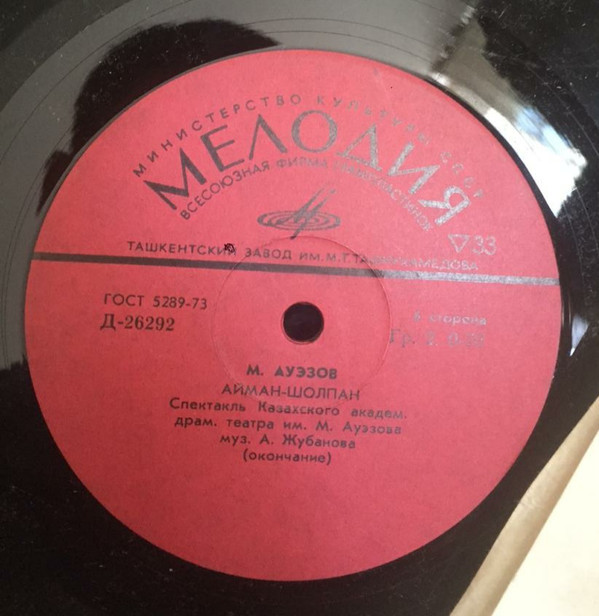 МИНИСТЕРСТВО КУЛЬТУРЫ СССР
МЕЛОДИЯ
ВСЕСОЮЗНАЯ ФИРМА ГРАМПЛАСТИНОК
▽33
ТАШКЕНТСКИЙ ЗАВОД ИМ. М.Т. ТАШМУХАМЕДОВА
ГОСТ 5289-73
Д-26292
сторона
Гр.
М. АУЭЗОВ
АЙМАН-ШОЛПАН
Спектакль Казахского академ.
драм. театра им. М. Ауэзова
муз. А. Жубанова
(окончание)